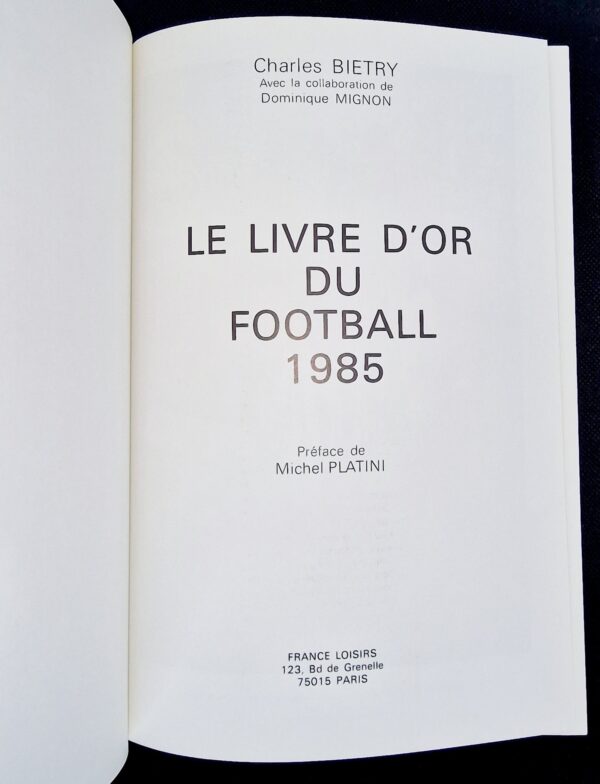 Charles BIETRY
Avec la collaboration de
Dominique MIGNON
LE LIVRE D'OR
DU
FOOTBALL
1985
Préface de
Michel PLATINI
FRANCE LOISIRS
123, Bd de Grenelle
75015 PARIS